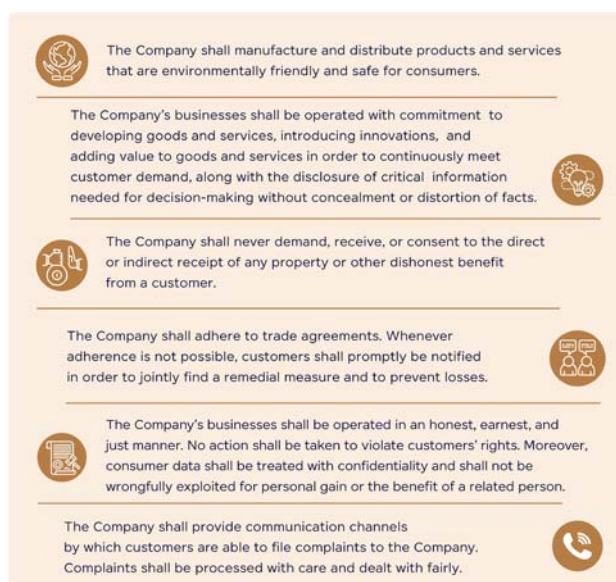 The Company shall manufacture and distribute products and services
that are environmentally friendly and safe for consumers.
The Company's businesses shall be operated with commitment to
developing goods and services, introducing innovations, and
adding value to goods and services in order to continuously meet
customer demand, along with the disclosure of critical information
needed for decision-making without concealment or distortion of facts.
The Company shall never demand, receive, or consent to the direct
or indirect receipt of any property or other dishonest benefit
from a customer.
The Company shall adhere to trade agreements. Whenever
adherence is not possible, customers shall promptly be notified
in order to jointly find a remedial measure and to prevent losses.
The Company's businesses shall be operated in an honest, earnest, and
just manner. No action shall be taken to violate customers' rights. Moreover,
consumer data shall be treated with confidentiality and shall not be
wrongfully exploited for personal gain or the benefit of a related person.
The Company shall provide communication channels
by which customers are able to file complaints to the Company.
Complaints shall be processed with care and dealt with fairly.